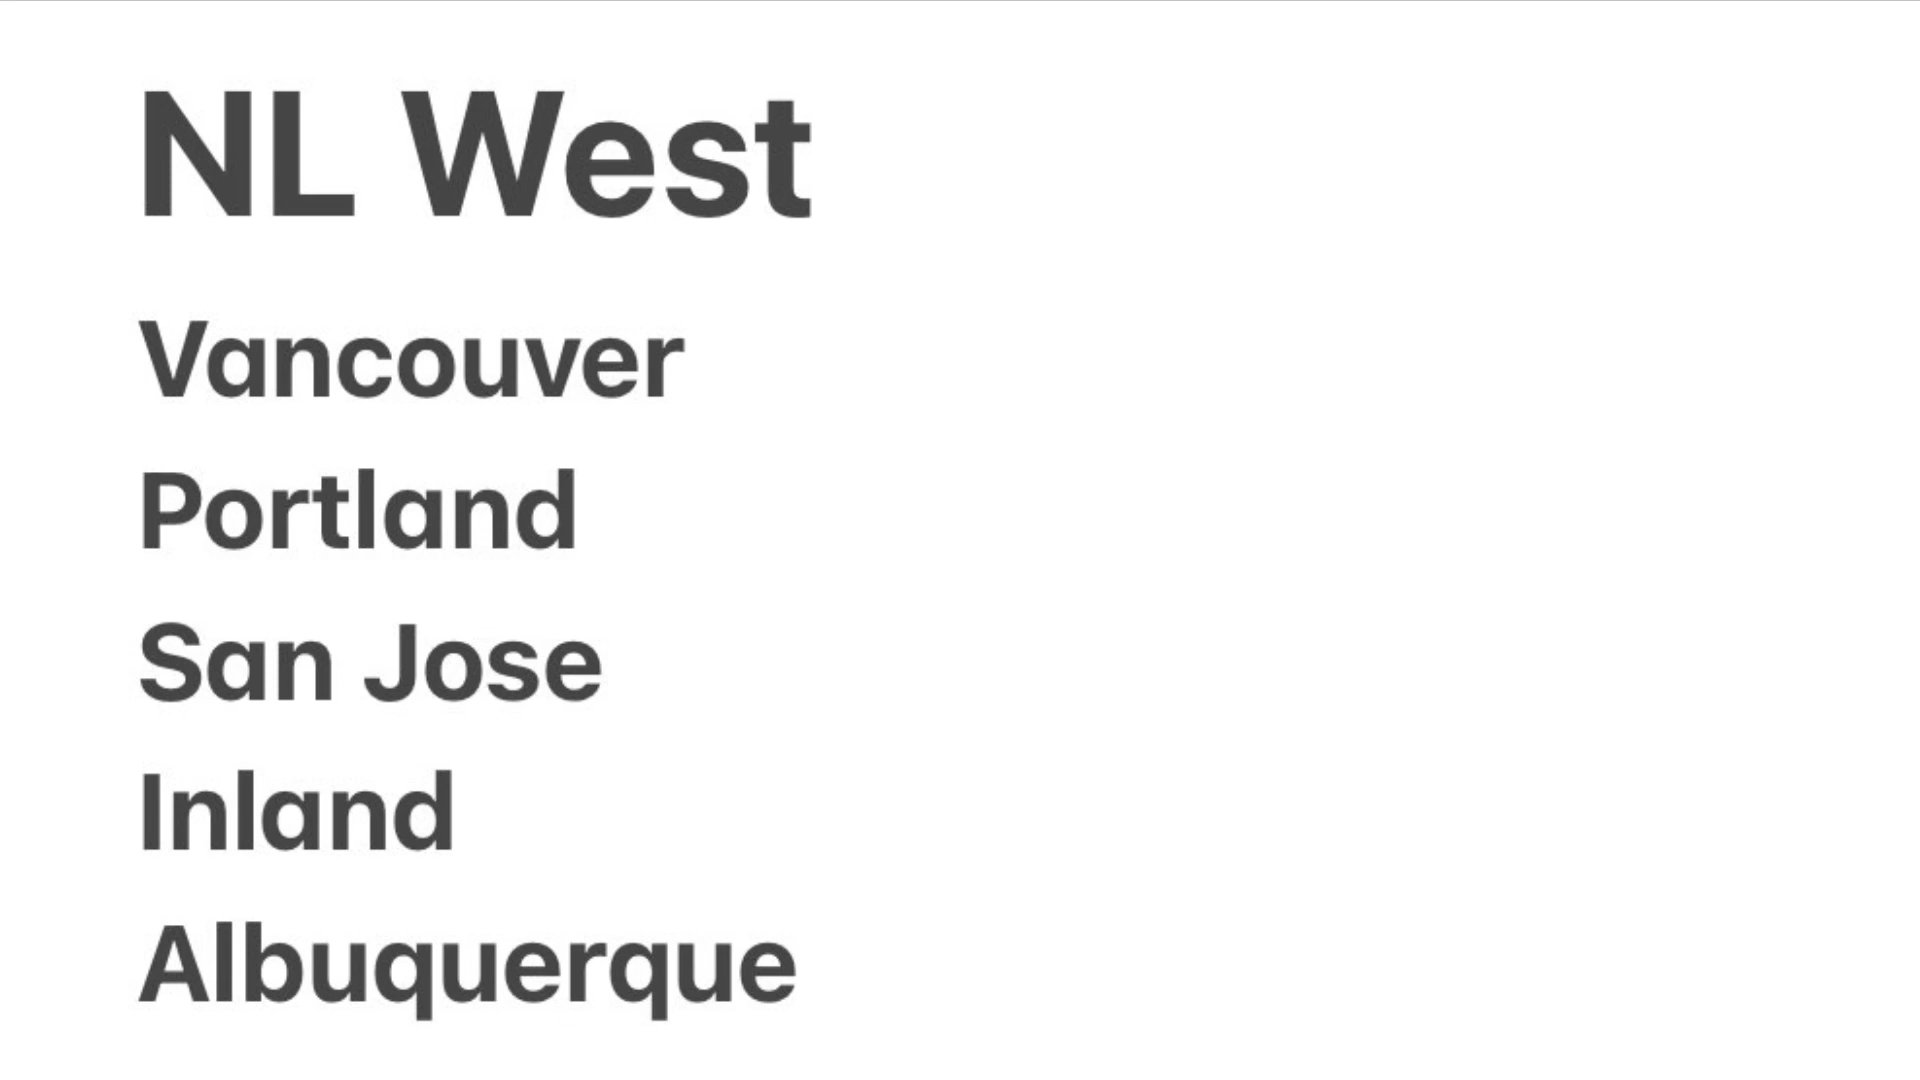 NL West
Vancouver
Portland
San Jose
Inland
Albuquerque